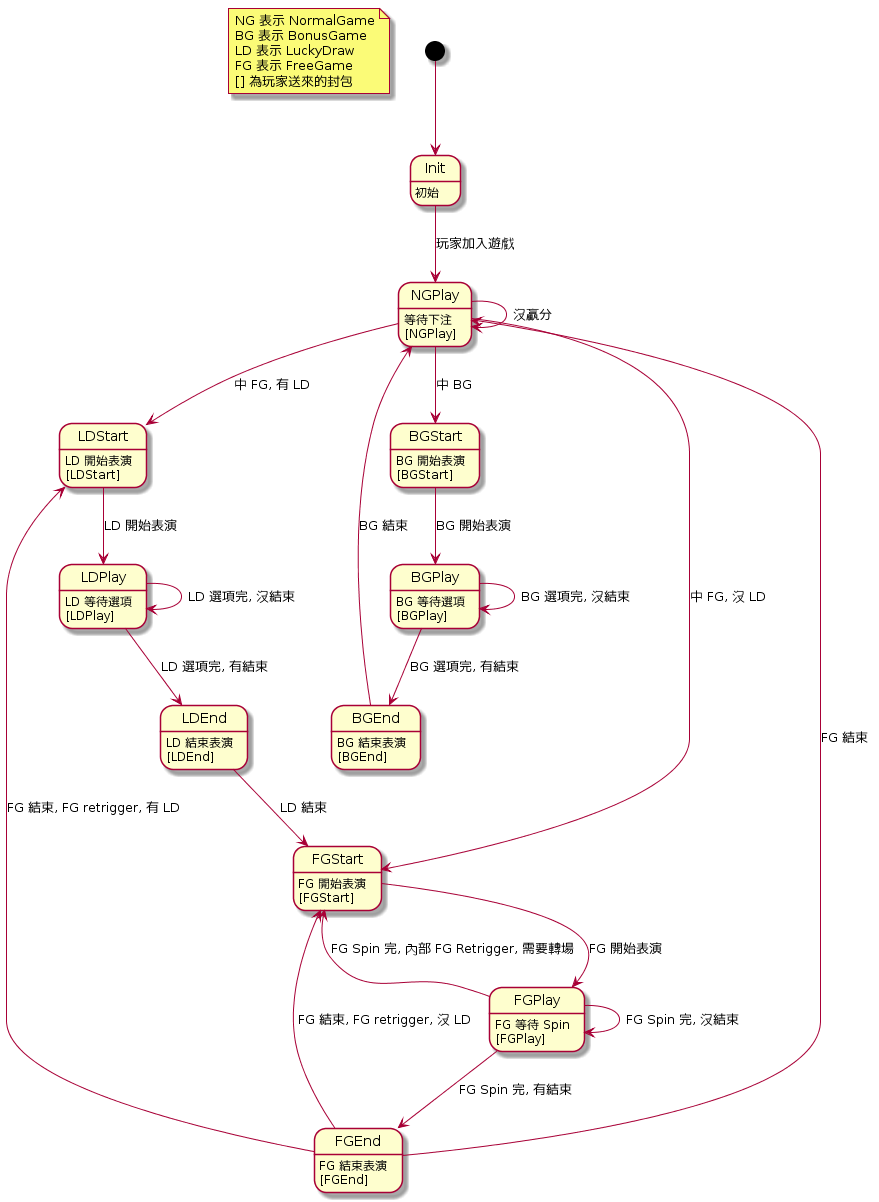 NG 表示 NormalGame
BG 表示 BonusGame
LD 表示 LuckyDraw
FG 表示 FreeGame
[] 為玩家送來的封包
Init
初始
玩家加入遊戲
NGPlay
等待下注
[NGPlay]
沒贏分
中 FG, 有 LD
中 BG
LDStart
LD 開始表演
[LDStart]
BGStart
BG 開始表演
[BGStart]
LD 開始表演
BG 結束
BG 開始表演
LDPlay
LD 等待選項
[LDPlay]
LD 選項完, 沒結束
BGPlay
BG 等待選項
[BGPlay]
BG 選項完, 沒結束
中 FG, 沒 LD
LD 選項完, 有結束
BG 選項完, 有結束
LDEnd
LD 結束表演
[LDEnd]
BGEnd
BG 結束表演
[BGEnd]
FG 結束
FG 結束, FG retrigger, 有 LD
LD 結束
FGStart
FG 開始表演
[FGStart]
FG Spin 完, 內部 FG Retrigger, 需要轉場
FG 開始表演
FGPlay
FG 等待 Spin
[FGPlay]
FG 結束, FG retrigger, 沒 LD
FG Spin 完, 沒結束
FG Spin 完, 有結束
FGEnd
FG 結束表演
[FGEnd]